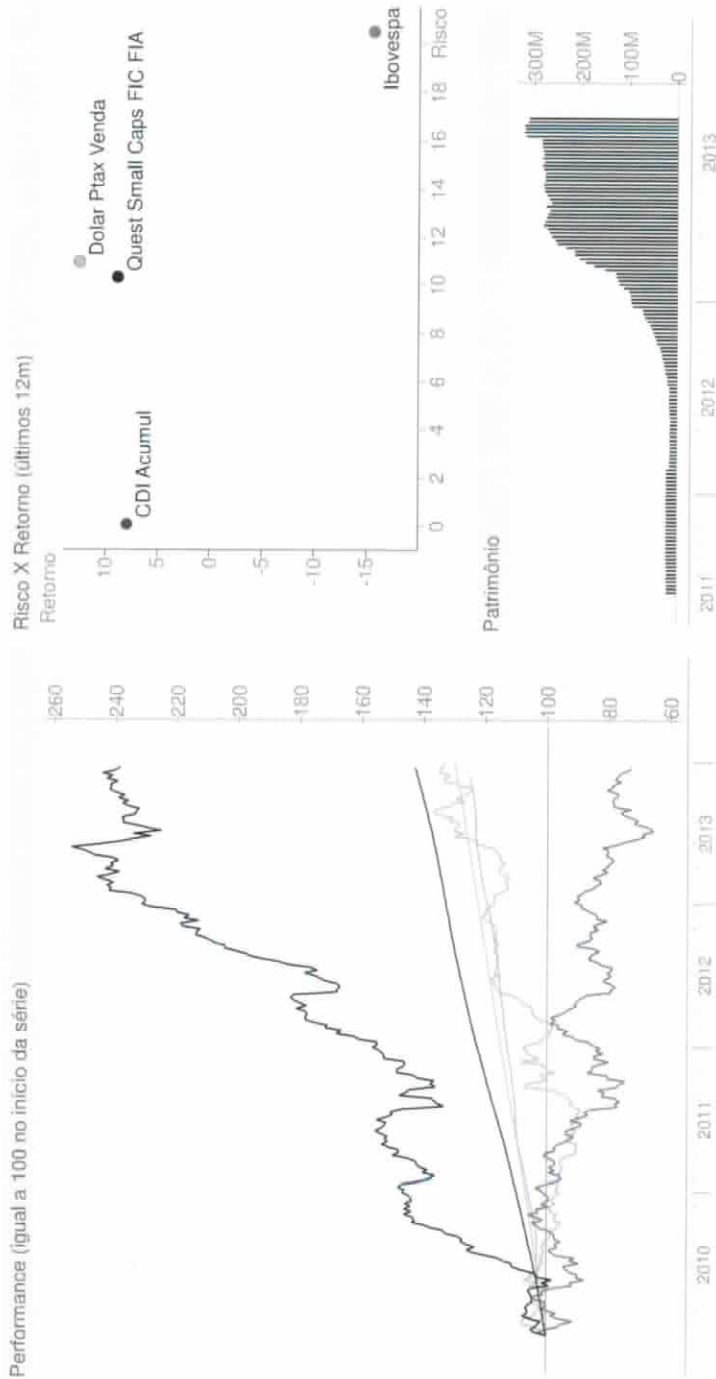 Performance (igual a 100 no início da série)
260
240
220
200
180
160
140
120
100
80
60
2010
2011
2012
2013
Risco X Retorno (últimos 12m)
Retorno
10
5
0
-5
-10
-15
0
2
4
6
8
10
12
14
16
18
Risco
CDI Acumul
Dolar Ptax Venda
Quest Small Caps FIC FIA
Ibovespa
Patrimônio
300M
200M
100M
0
2011
2012
2013